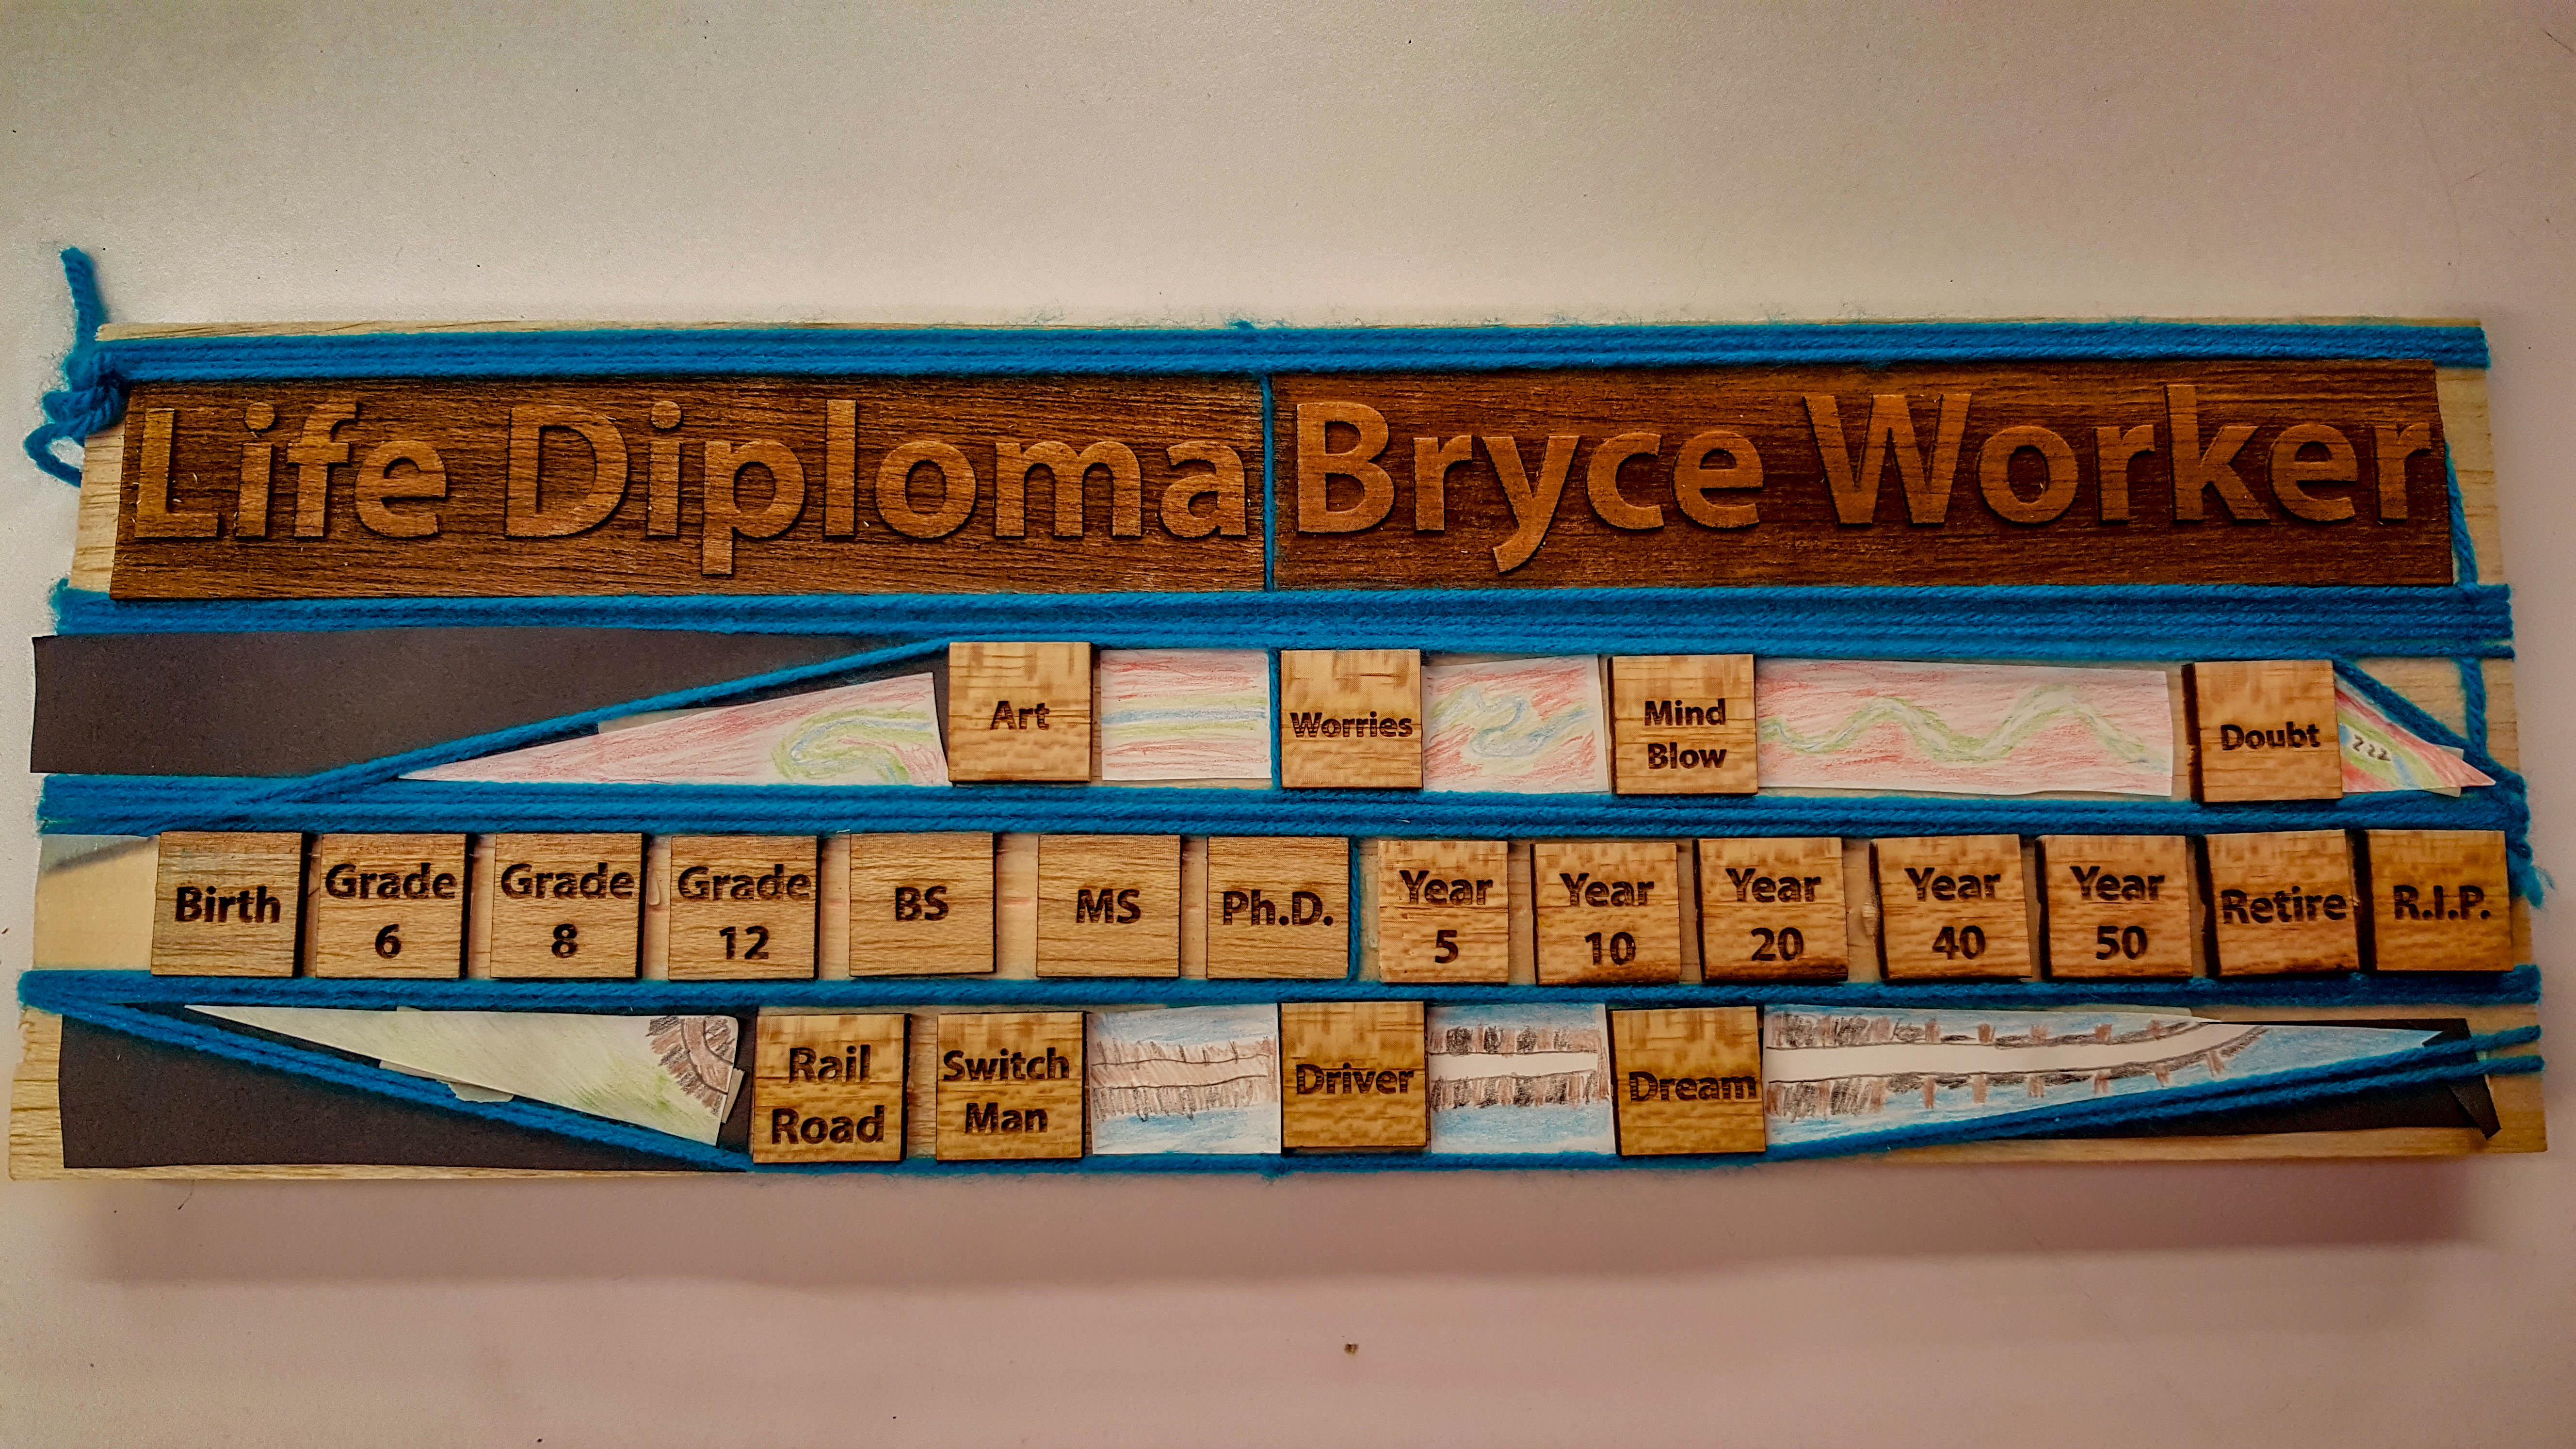 Life Diploma Bryce Worker
Art
Worries
Mind
Blow
Doubt
???
Birth
Grade
6
Grade
8
Grade
12
BS
MS
Ph.D.
Year
5
Year
10
Year
20
Year
40
Year
50
Retire
R.I.P.
Rail
Road
Switch
Man
Driver
Dream